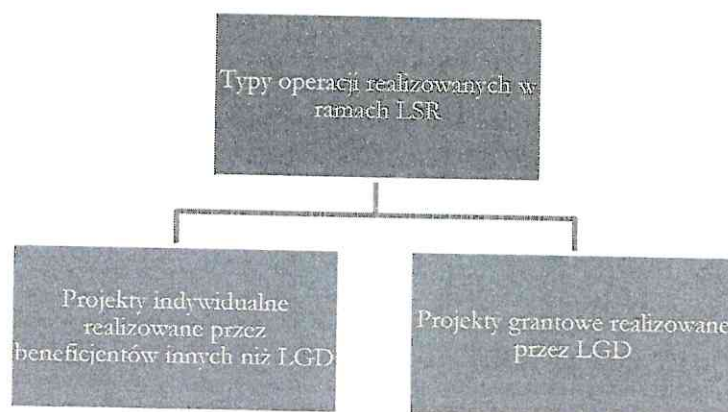 Typy operacji realizowanych w
ramach LSR
Projekty indywidualne
realizowane przez
beneficjentów innych niż LGD
Projekty grantowe realizowane
przez LGD